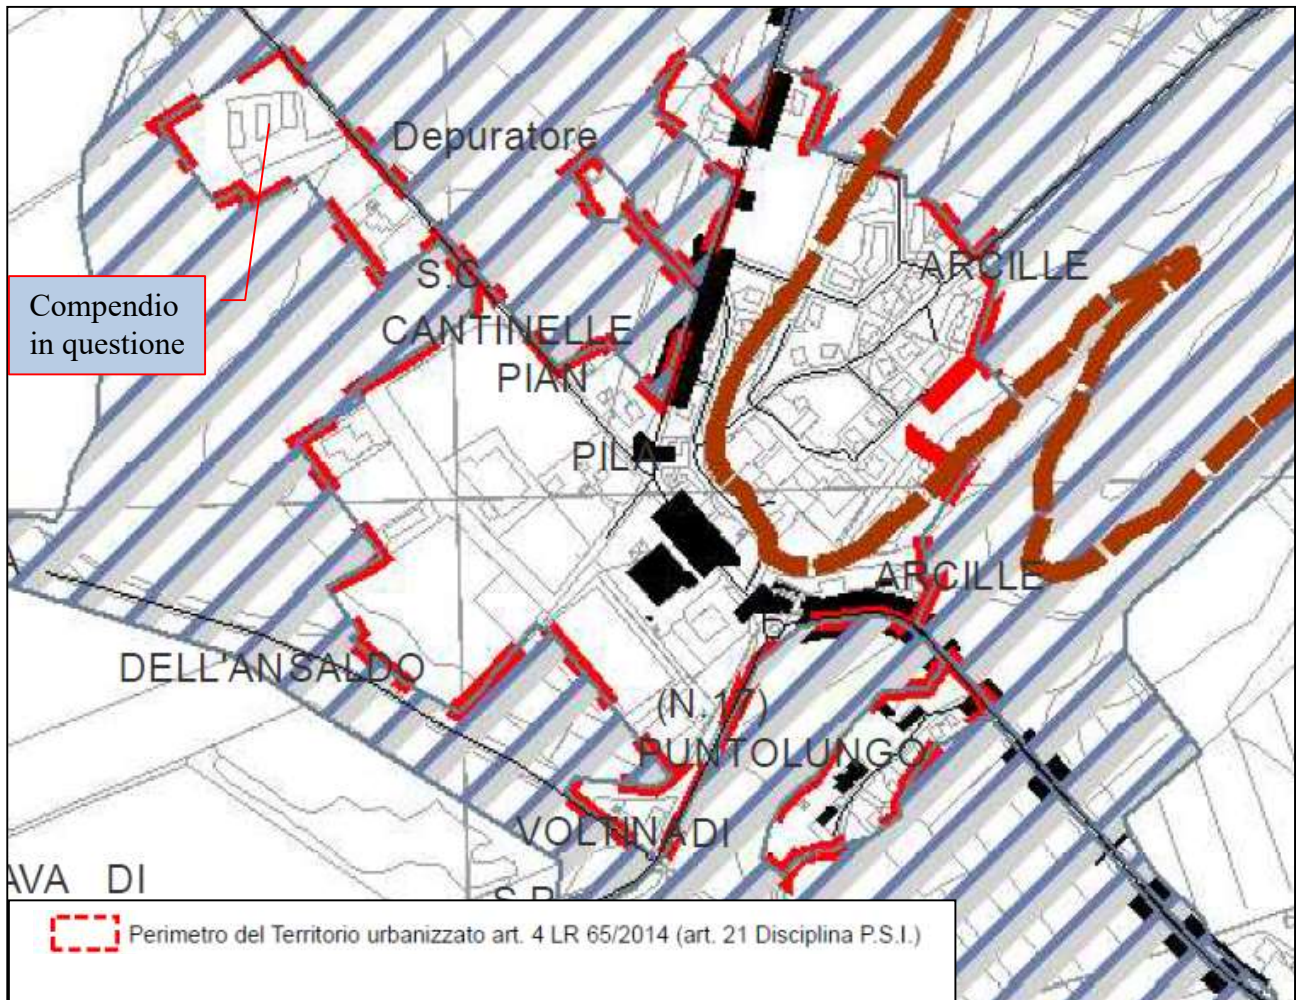 Depuratore
ARCILLE
S.C.
Compendio
in questione
CANTINELLE
PIAN
PILA
ARCILLE
DELL'ANSALDO
(N.17)
PUNTOLUNGO
VOLTINADI
AVA DI
S.P.
Perimetro del Territorio urbanizzato art. 4 LR 65/2014 (art. 21 Disciplina P.S.I.)